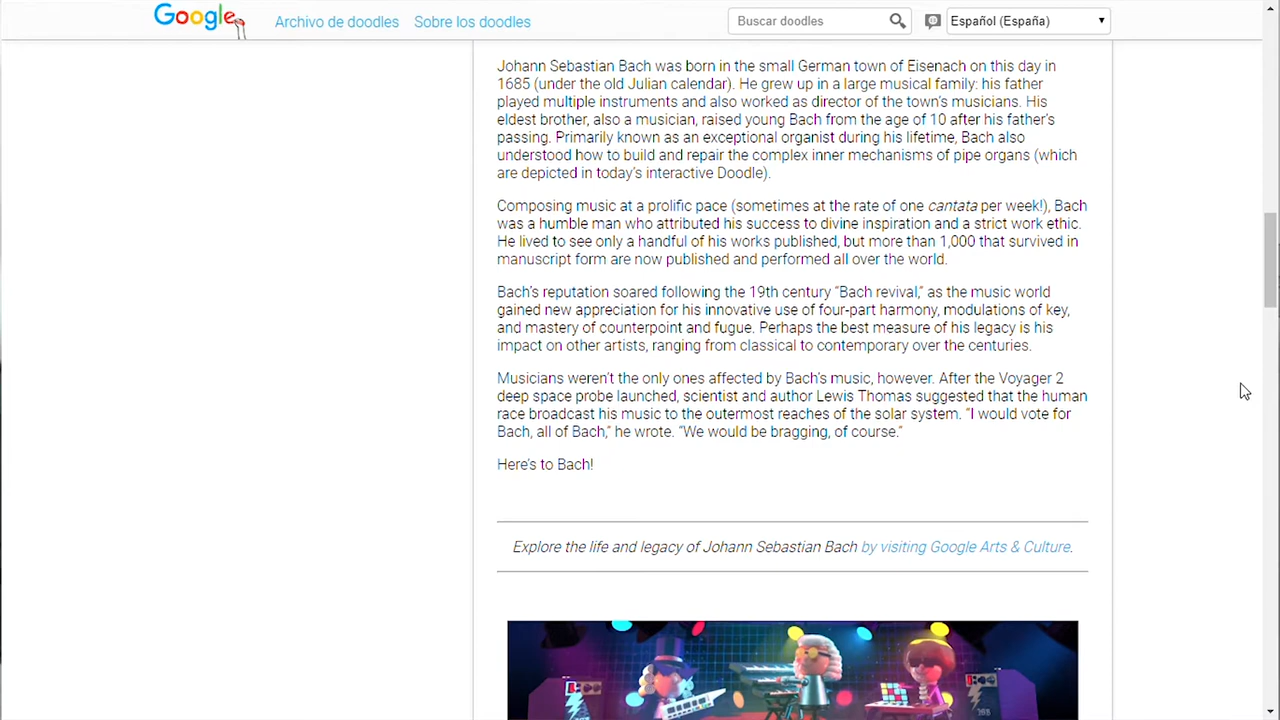 Google
Archivo de doodles
Sobre los doodles
Buscar doodles
Español (España)
Johann Sebastian Bach was born in the small German town of Eisenach on this day in
1685 (under the old Julian calendar). He grew up in a large musical family: his father
played multiple instruments and also worked as director of the town's musicians. His
eldest brother, also a musician, raised young Bach from the age of 10 after his father's
passing. Primarily known as an exceptional organist during his lifetime, Bach also
understood how to build and repair the complex inner mechanisms of pipe organs (which
are depicted in today's interactive Doodle).
Composing music at a prolific pace (sometimes at the rate of one cantata per week!), Bach
was a humble man who attributed his success to divine inspiration and a strict work ethic.
He lived to see only a handful of his works published, but more than 1,000 that survived in
manuscript form are now published and performed all over the world.
Bach's reputation soared following the 19th century "Bach revival," as the music world
gained new appreciation for his innovative use of four-part harmony, modulations of key,
and mastery of counterpoint and fugue. Perhaps the best measure of his legacy is his
impact on other artists, ranging from classical to contemporary over the centuries.
Musicians weren't the only ones affected by Bach's music, however. After the Voyager 2
deep space probe launched, scientist and author Lewis Thomas suggested that the human
race broadcast his music to the outermost reaches of the solar system. "I would vote for
Bach, all of Bach," he wrote. "We would be bragging, of course."
Here's to Bach!
Explore the life and legacy of Johann Sebastian Bach by visiting Google Arts & Culture.